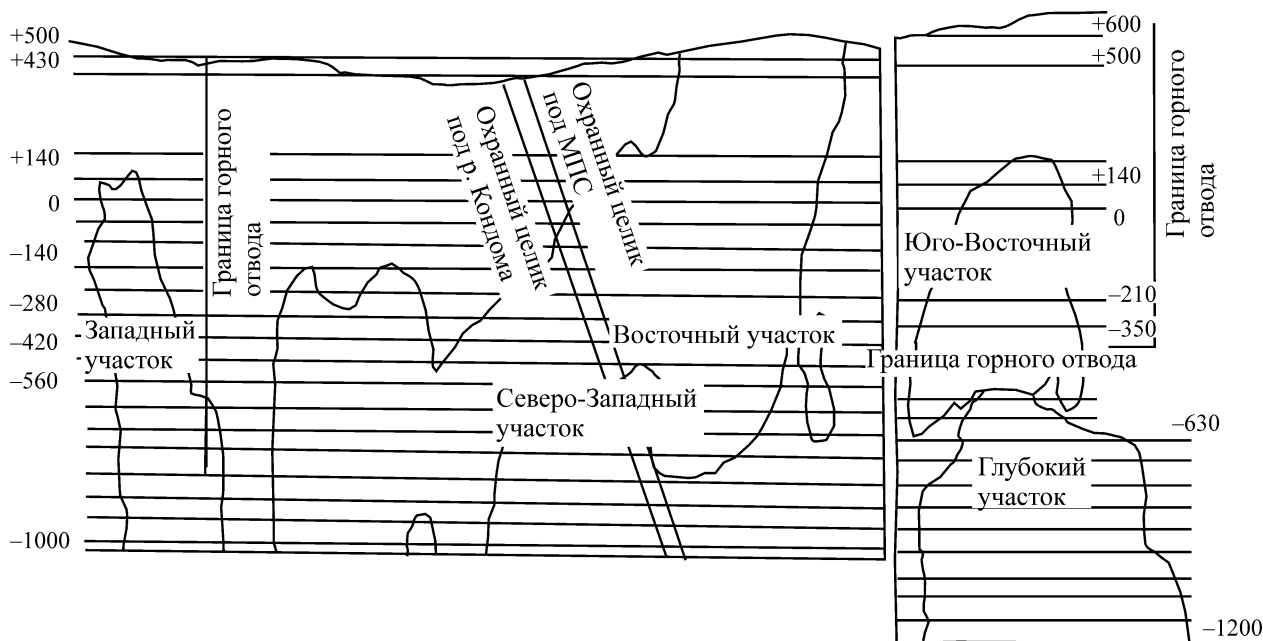 +500
+430
+140
0
–140
–280
–420
–560
–1000
Западный
участок
Граница горного
отвода
Охранный целик
под р. Кондома
Охранный целик
под МПС
Северо-Западный
участок
Восточный участок
+600
+500
+140
0
Юго-Восточный
участок
–210
–350
Граница горного
отвода
Граница горного отвода
–630
Глубокий
участок
–1200